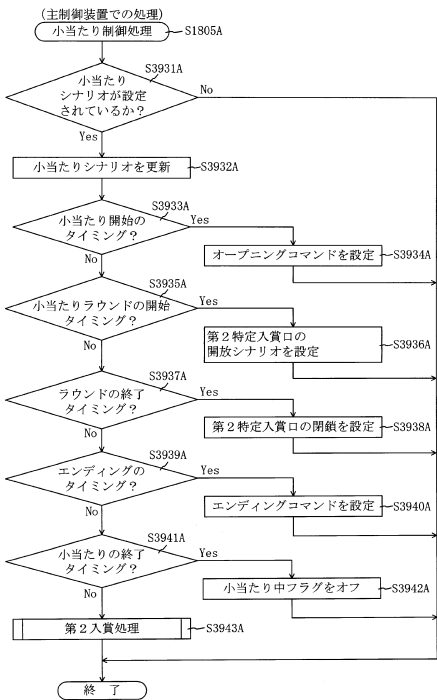 (主制御装置での処理)
小当たり制御処理
S1805A
S3931A
小当たり
シナリオが設定
されているか？
No
Yes
小当たりシナリオを更新
S3932A
S3933A
小当たり開始の
タイミング？
Yes
No
オープニングコマンドを設定
S3934A
S3935A
小当たりラウンドの開始
タイミング？
Yes
No
第２特定入賞口の
開放シナリオを設定
S3936A
S3937A
ラウンドの終了
タイミング？
Yes
No
第２特定入賞口の閉鎖を設定
S3938A
S3939A
エンディングの
タイミング？
Yes
No
エンディングコマンドを設定
S3940A
S3941A
小当たりの終了
タイミング？
Yes
No
小当たり中フラグをオフ
S3942A
第２入賞処理
S3943A
終 了